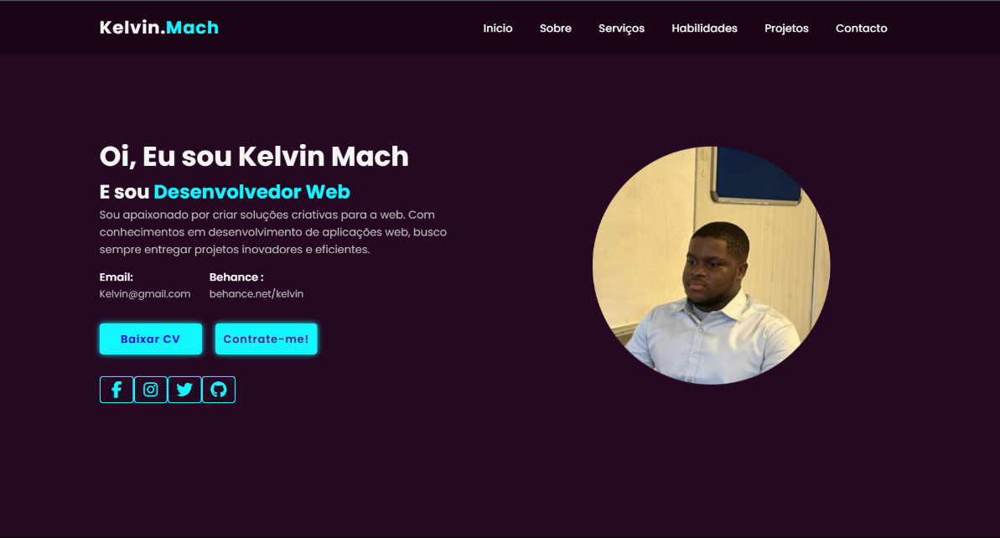 Kelvin.Mach
Inicio Sobre Serviços Habilidades Projetos Contacto
Oi, Eu sou Kelvin Mach
E sou Desenvolvedor Web
Sou apaixonado por criar soluções criativas para a web. Com
conhecimentos em desenvolvimento de aplicações web, busco
sempre entregar projetos inovadores e eficientes.
Email: Behance :
Kelvin@gmail.com behance.net/kelvin
Baixar CV Contrate-me!